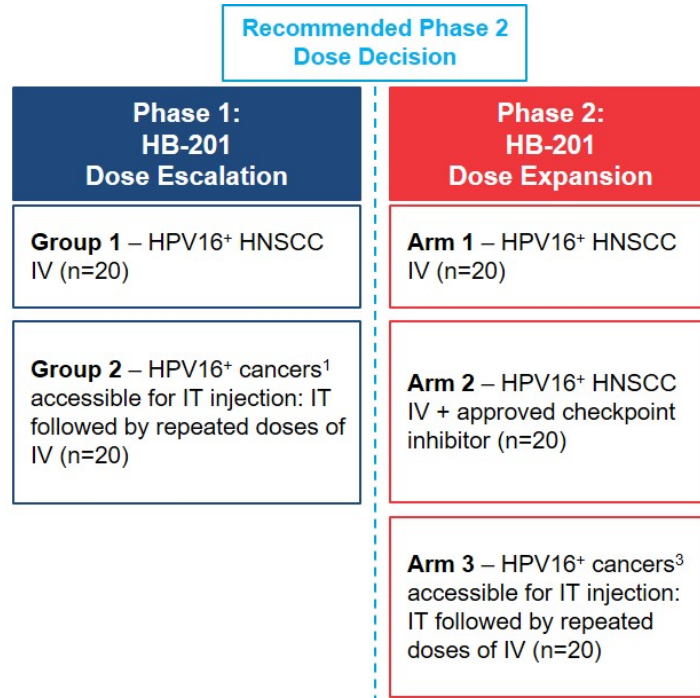 Recommended Phase 2
Dose Decision
Phase 1:
HB-201
Dose Escalation
Group 1 – HPV16⁺ HNSCC
IV (n=20)
Group 2 – HPV16⁺ cancers¹
accessible for IT injection: IT
followed by repeated doses of
IV (n=20)
Phase 2:
HB-201
Dose Expansion
Arm 1 – HPV16⁺ HNSCC
IV (n=20)
Arm 2 – HPV16⁺ HNSCC
IV + approved checkpoint
inhibitor (n=20)
Arm 3 – HPV16⁺ cancers³
accessible for IT injection:
IT followed by repeated
doses of IV (n=20)